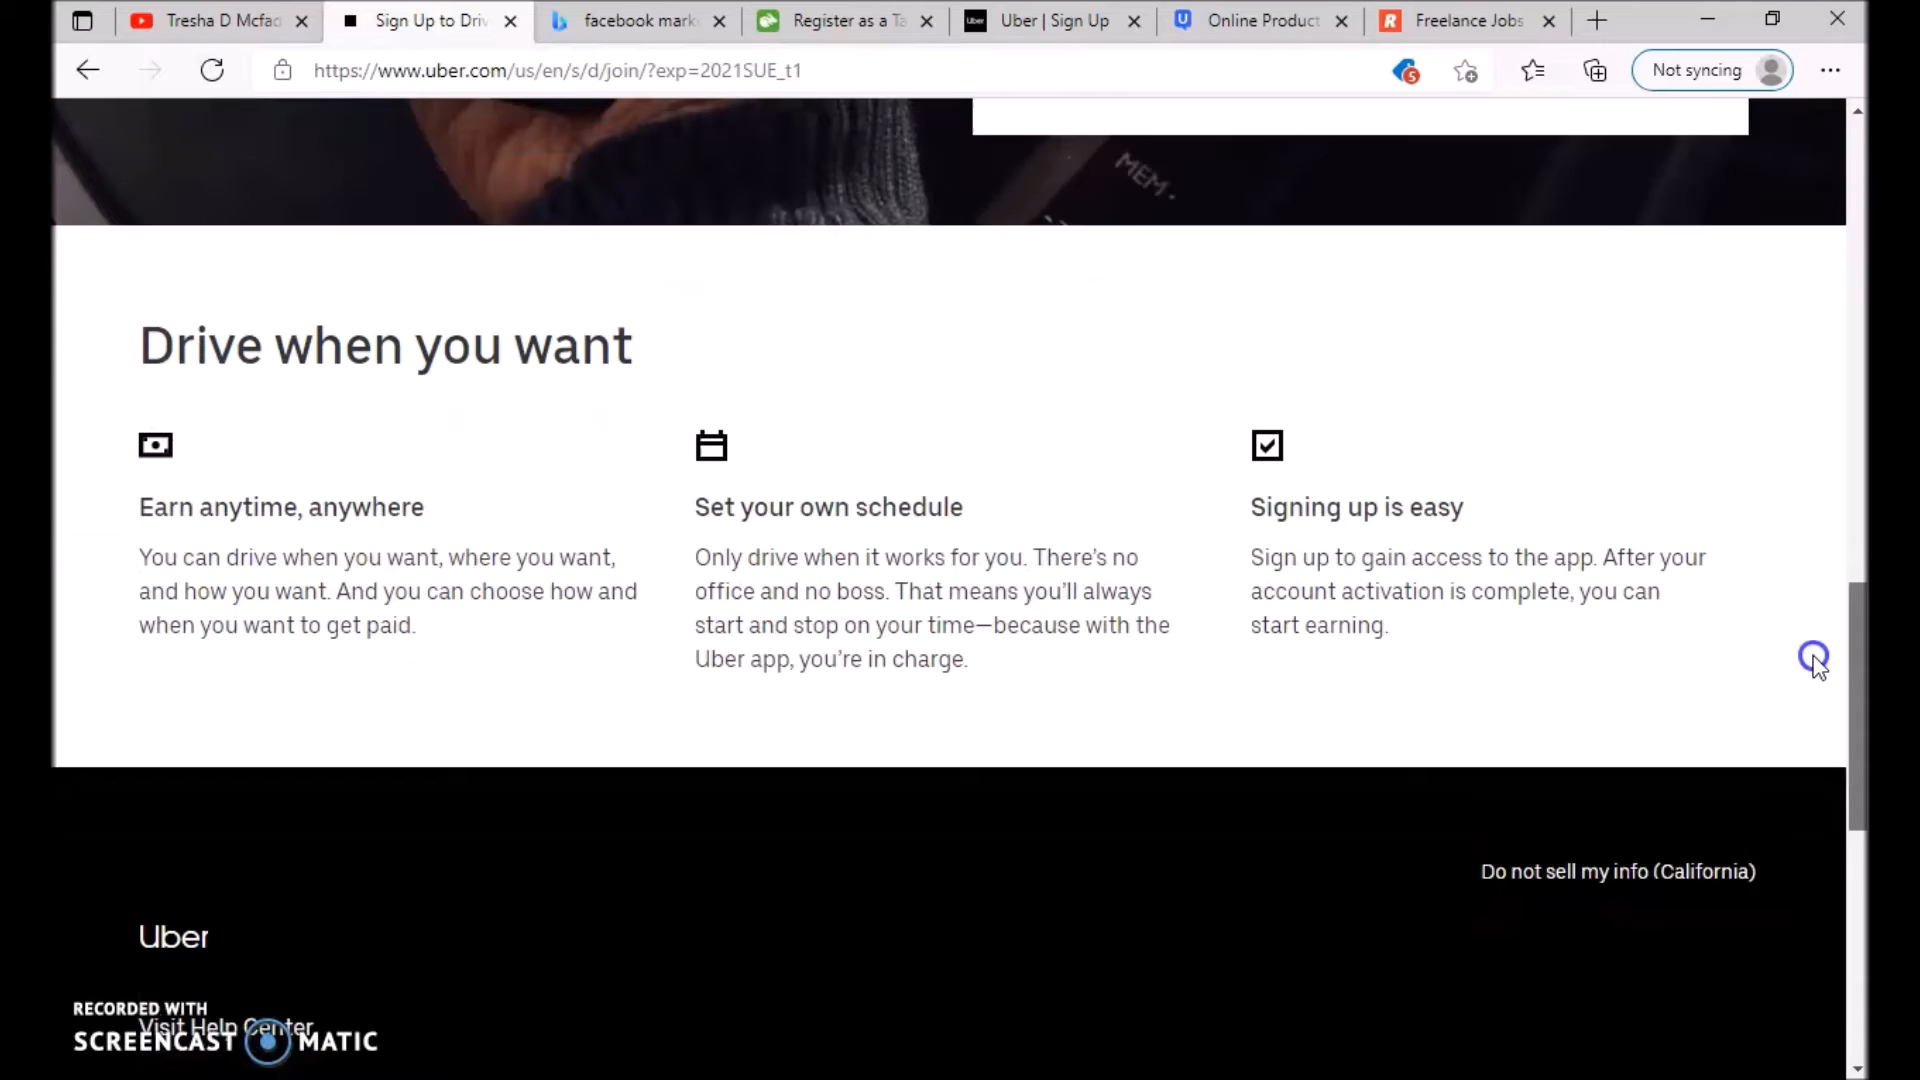 Tresha D Mcfad
Sign Up to Driv
facebook mark
Register as a Ta
Uber
Uber | Sign Up
U
Online Product
R
Freelance Jobs
https://www.uber.com/us/en/s/d/join/?exp=2021SUE_t1
5
Not syncing
MEM.
Drive when you want
Earn anytime, anywhere
You can drive when you want, where you want,
and how you want. And you can choose how and
when you want to get paid.
Set your own schedule
Only drive when it works for you. There's no
office and no boss. That means you'll always
start and stop on your time—because with the
Uber app, you're in charge.
Signing up is easy
Sign up to gain access to the app. After your
account activation is complete, you can
start earning.
Do not sell my info (California)
Uber
Visit Help Center
RECORDED WITH
SCREENCAST MATIC